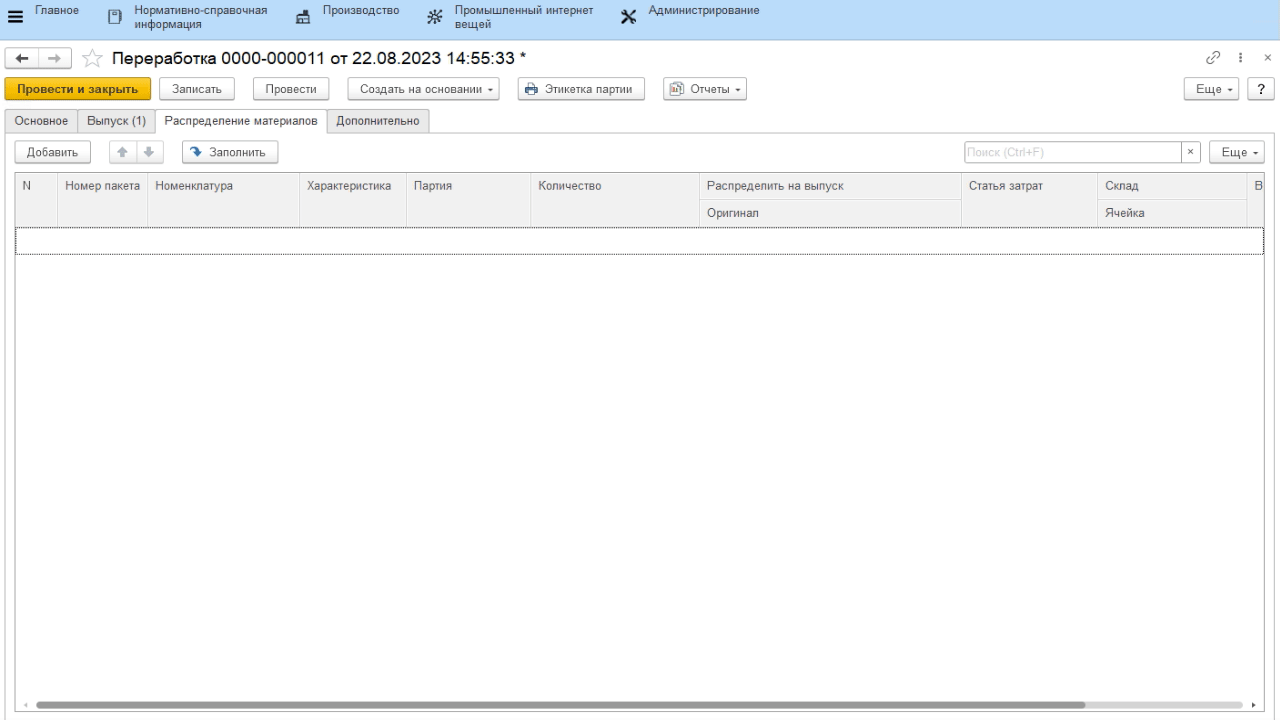 Главное
Нормативно-справочная
информация
Производство
Промышленный интернет
вещей
Администрирование
Переработка 0000-000011 от 22.08.2023 14:55:33 *
Провести и закрыть
Записать
Провести
Создать на основании
Этикетка партии
Отчеты
Еще
?
Основное
Выпуск (1)
Распределение материалов
Дополнительно
Добавить
Заполнить
Поиск (Ctrl+F)
×
Еще
N
Номер пакета
Номенклатура
Характеристика
Партия
Количество
Распределить на выпуск
Статья затрат
Склад
В
Оригинал
Ячейка